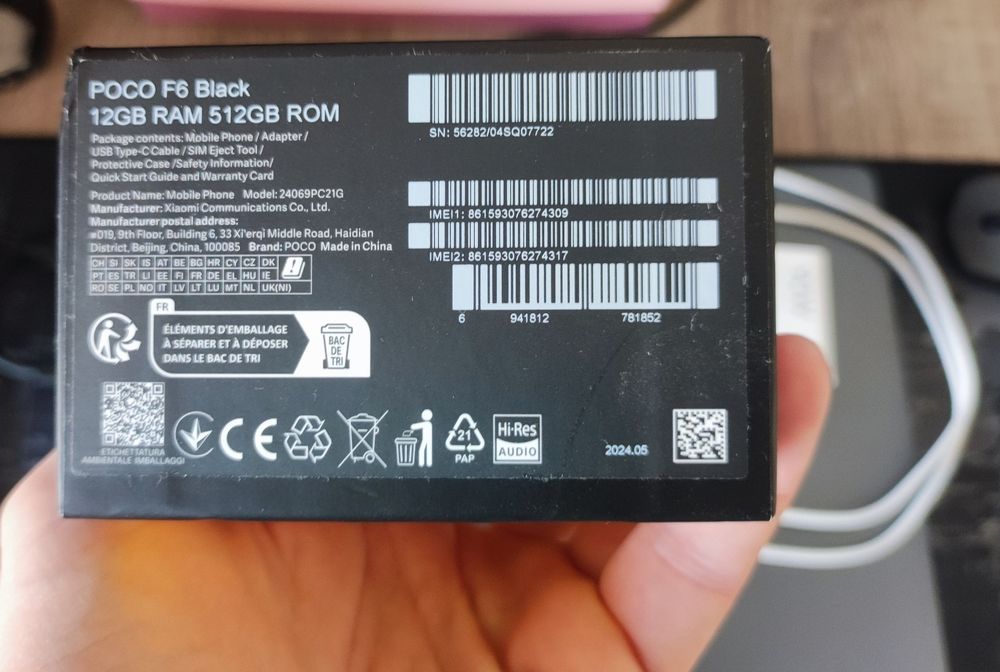 POCO F6 Black
12GB RAM 512GB ROM
Package contents: Mobile Phone / Adapter /
USB Type-C Cable / SIM Eject Tool /
Protective Case /Safety Information/
Quick Start Guide and Warranty Card
Product Name: Mobile Phone Model: 24069PC21G
Manufacturer: Xiaomi Communications Co., Ltd.
Manufacturer postal address:
#019, 9th Floor, Building 6, 33 Xi'erqi Middle Road, Haidian
District, Beijing, China, 100085 Brand: POCO Made in China
CH SI SK IS AT BE BG HR CY CZ DK
PT ES TR LI EE FI FR DE EL HU IE
RO SE PL NO IT LV LT LU MT NL UK(NI)
FR
ÉLÉMENTS D'EMBALLAGE
À SÉPARER ET À DÉPOSER
DANS LE BAC DE TRI
BAC
DE
TRI
ETICHETTATURA
AMBIENTALE IMBALLAGGI
CE
21
PAP
Hi-Res
AUDIO
SN: 56282/04SQ07722
IMEI1: 861593076274309
IMEI2: 861593076274317
6 941812 781852
2024.05